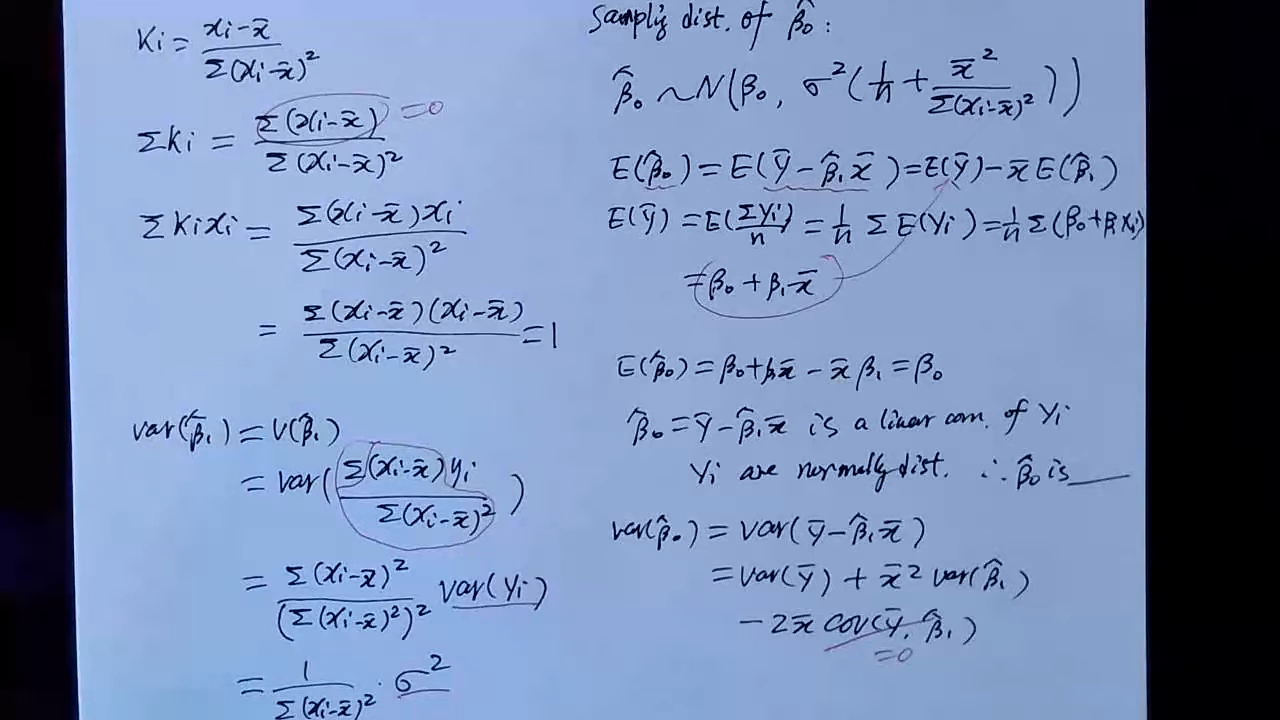 Ki = (xi − x̄) / Σ(xi − x̄)²
ΣKi = Σ(xi − x̄) / Σ(xi − x̄)² = 0
ΣKixi = Σ(xi − x̄)xi / Σ(xi − x̄)²
= Σ(xi − x̄)(xi − x̄) / Σ(xi − x̄)² = 1
var(β̂₁) = V(β̂₁)
= var( Σ(xi − x̄)yi / Σ(xi − x̄)² )
= Σ(xi − x̄)² / (Σ(xi − x̄)²)² var(Yi)
= 1 / Σ(xi − x̄)² · σ²
Samplig dist. of β̂₀ :
β̂₀ ~ N(β₀, σ²(1/n + x̄² / Σ(xi − x̄)²))
E(β̂₀) = E(ȳ − β̂₁x̄) = E(ȳ) − x̄E(β̂₁)
E(ȳ) = E(ΣYi / n) = 1/n ΣE(Yi) = 1/n Σ(β₀ + β₁xi)
= β₀ + β₁x̄
E(β̂₀) = β₀ + β₁x̄ − x̄β₁ = β₀
β̂₀ = ȳ − β̂₁x̄ is a linear com. of Yi
Yi are normally dist. ∴ β̂₀ is ____
var(β̂₀) = var(ȳ − β̂₁x̄)
= var(ȳ) + x̄² var(β̂₁)
− 2x̄ cov(ȳ, β̂₁)
= 0